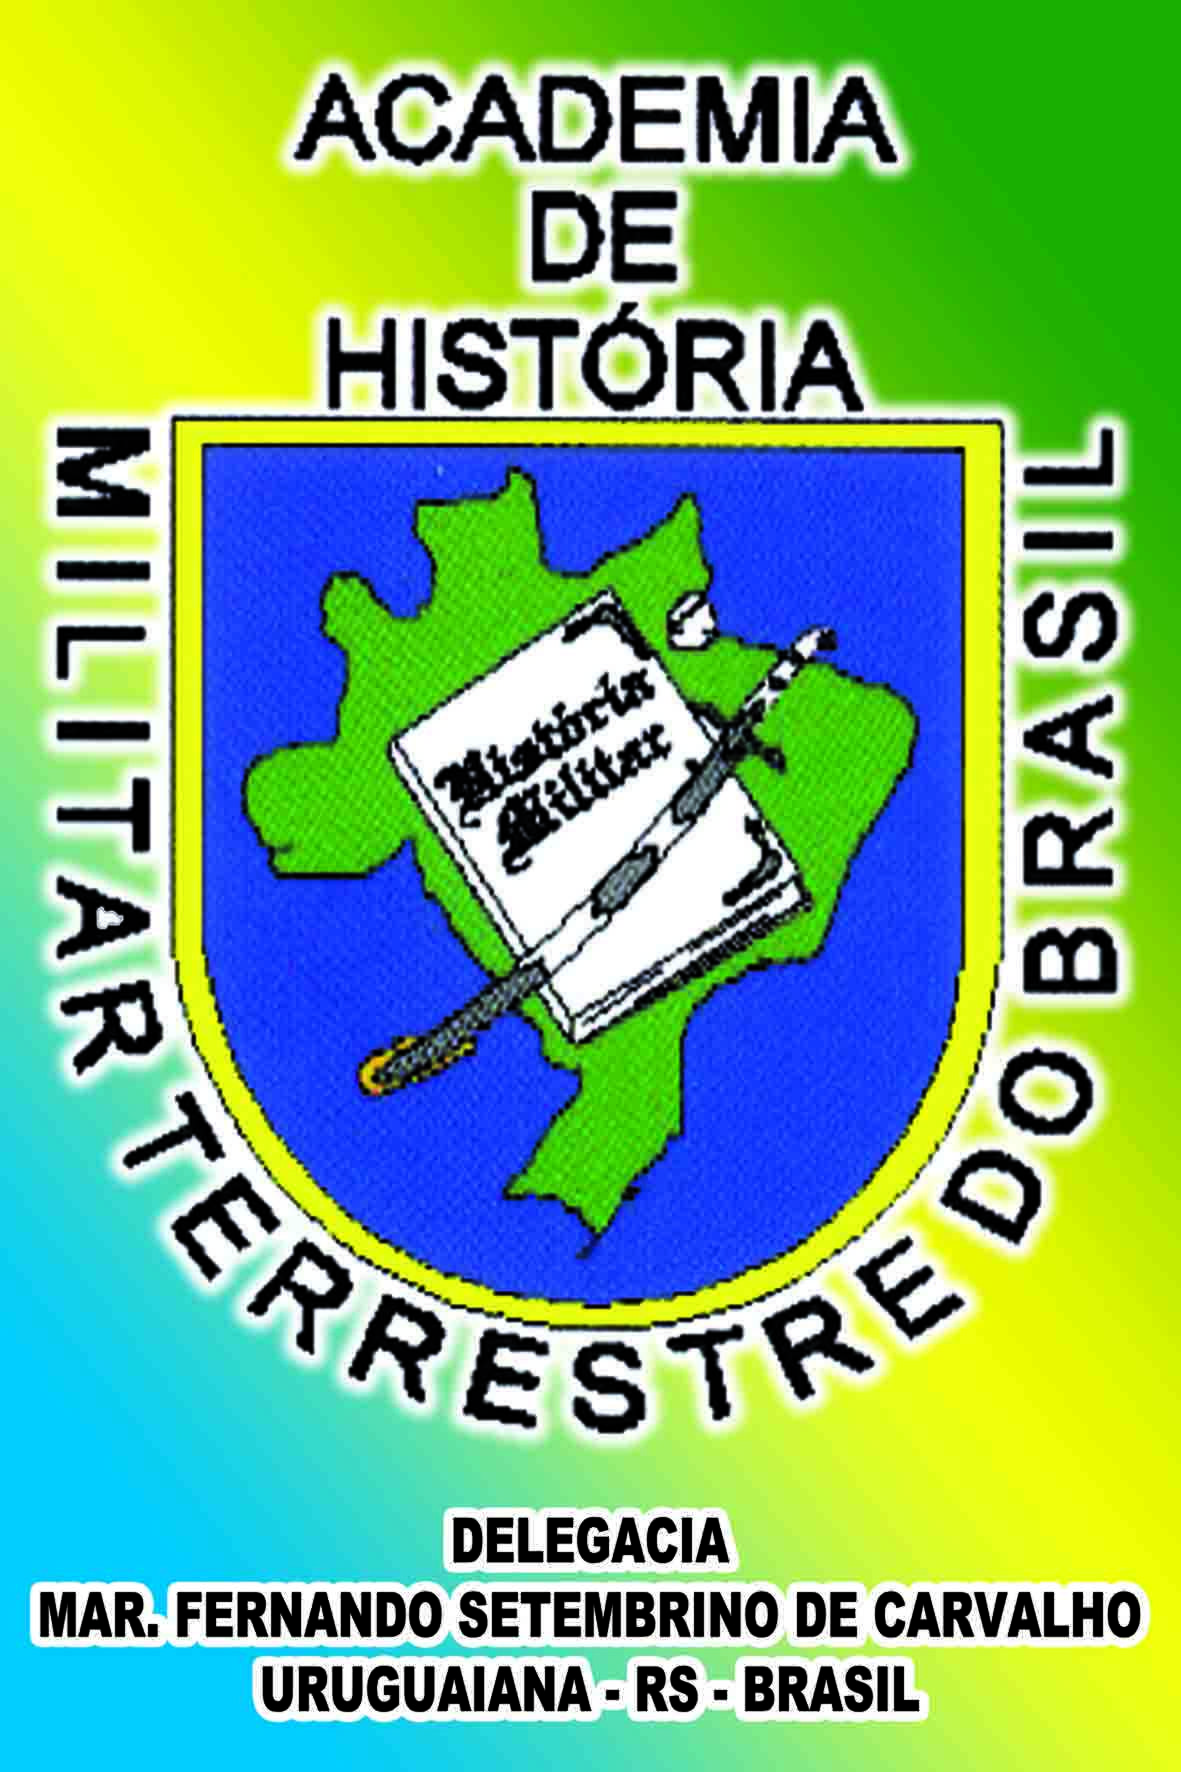 ACADEMIA
DE
HISTÓRIA
MILITAR TERRESTRE DO BRASIL
História
Militar
DELEGACIA
MAR. FERNANDO SETEMBRINO DE CARVALHO
URUGUAIANA - RS - BRASIL